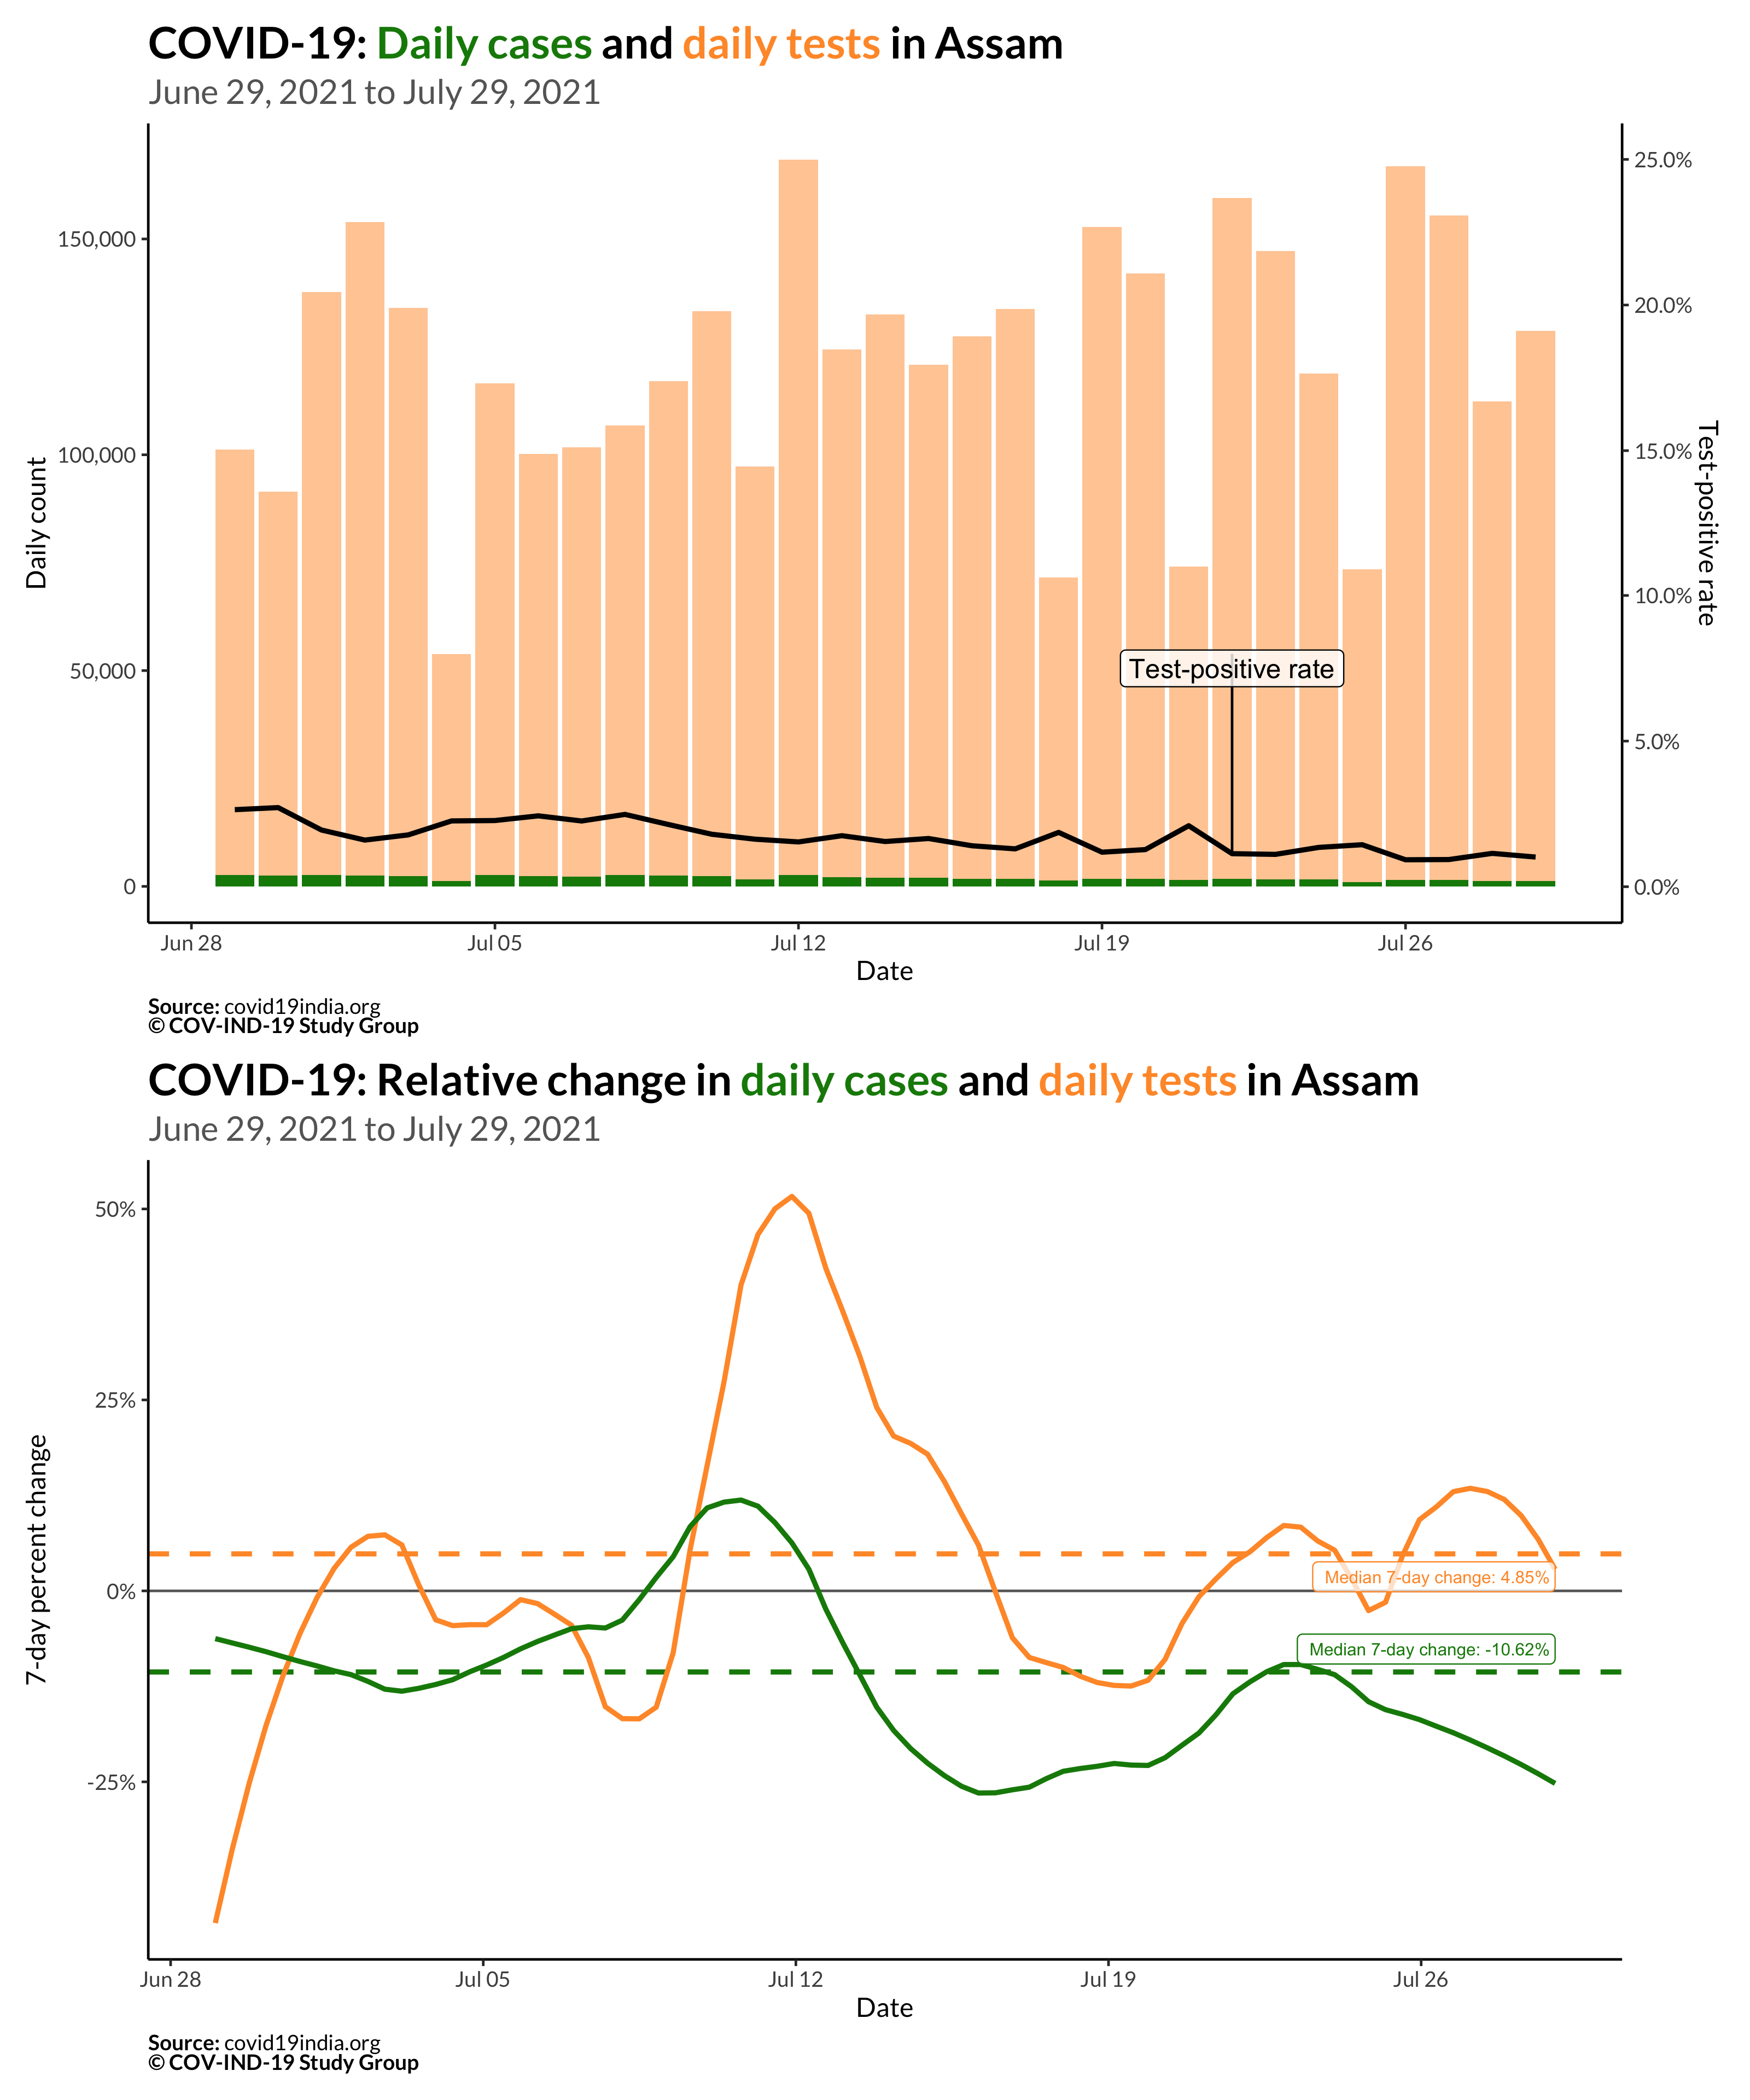 COVID-19: Daily cases and daily tests in Assam
June 29, 2021 to July 29, 2021
Daily count
150,000
100,000
50,000
0
25.0%
20.0%
15.0%
10.0%
5.0%
0.0%
Test-positive rate
Test-positive rate
Jun 28
Jul 05
Jul 12
Jul 19
Jul 26
Date
Source: covid19india.org
© COV-IND-19 Study Group
COVID-19: Relative change in daily cases and daily tests in Assam
June 29, 2021 to July 29, 2021
7-day percent change
50%
25%
0%
-25%
Median 7-day change: 4.85%
Median 7-day change: -10.62%
Jun 28
Jul 05
Jul 12
Jul 19
Jul 26
Date
Source: covid19india.org
© COV-IND-19 Study Group